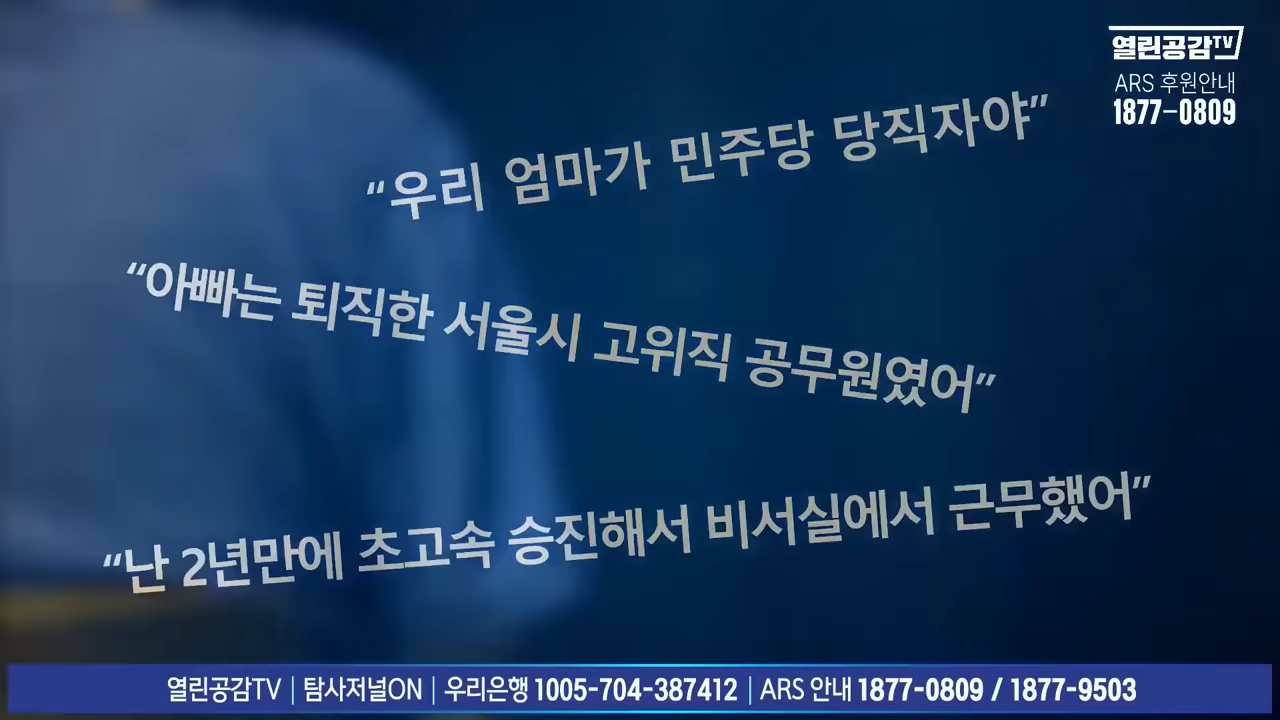 열린공감TV
ARS 후원안내
1877-0809
“우리 엄마가 민주당 당직자야”
“아빠는 퇴직한 서울시 고위직 공무원였어”
“난 2년만에 초고속 승진해서 비서실에서 근무했어”
열린공감TV | 탐사저널ON | 우리은행 1005-704-387412 | ARS 안내 1877-0809 / 1877-9503